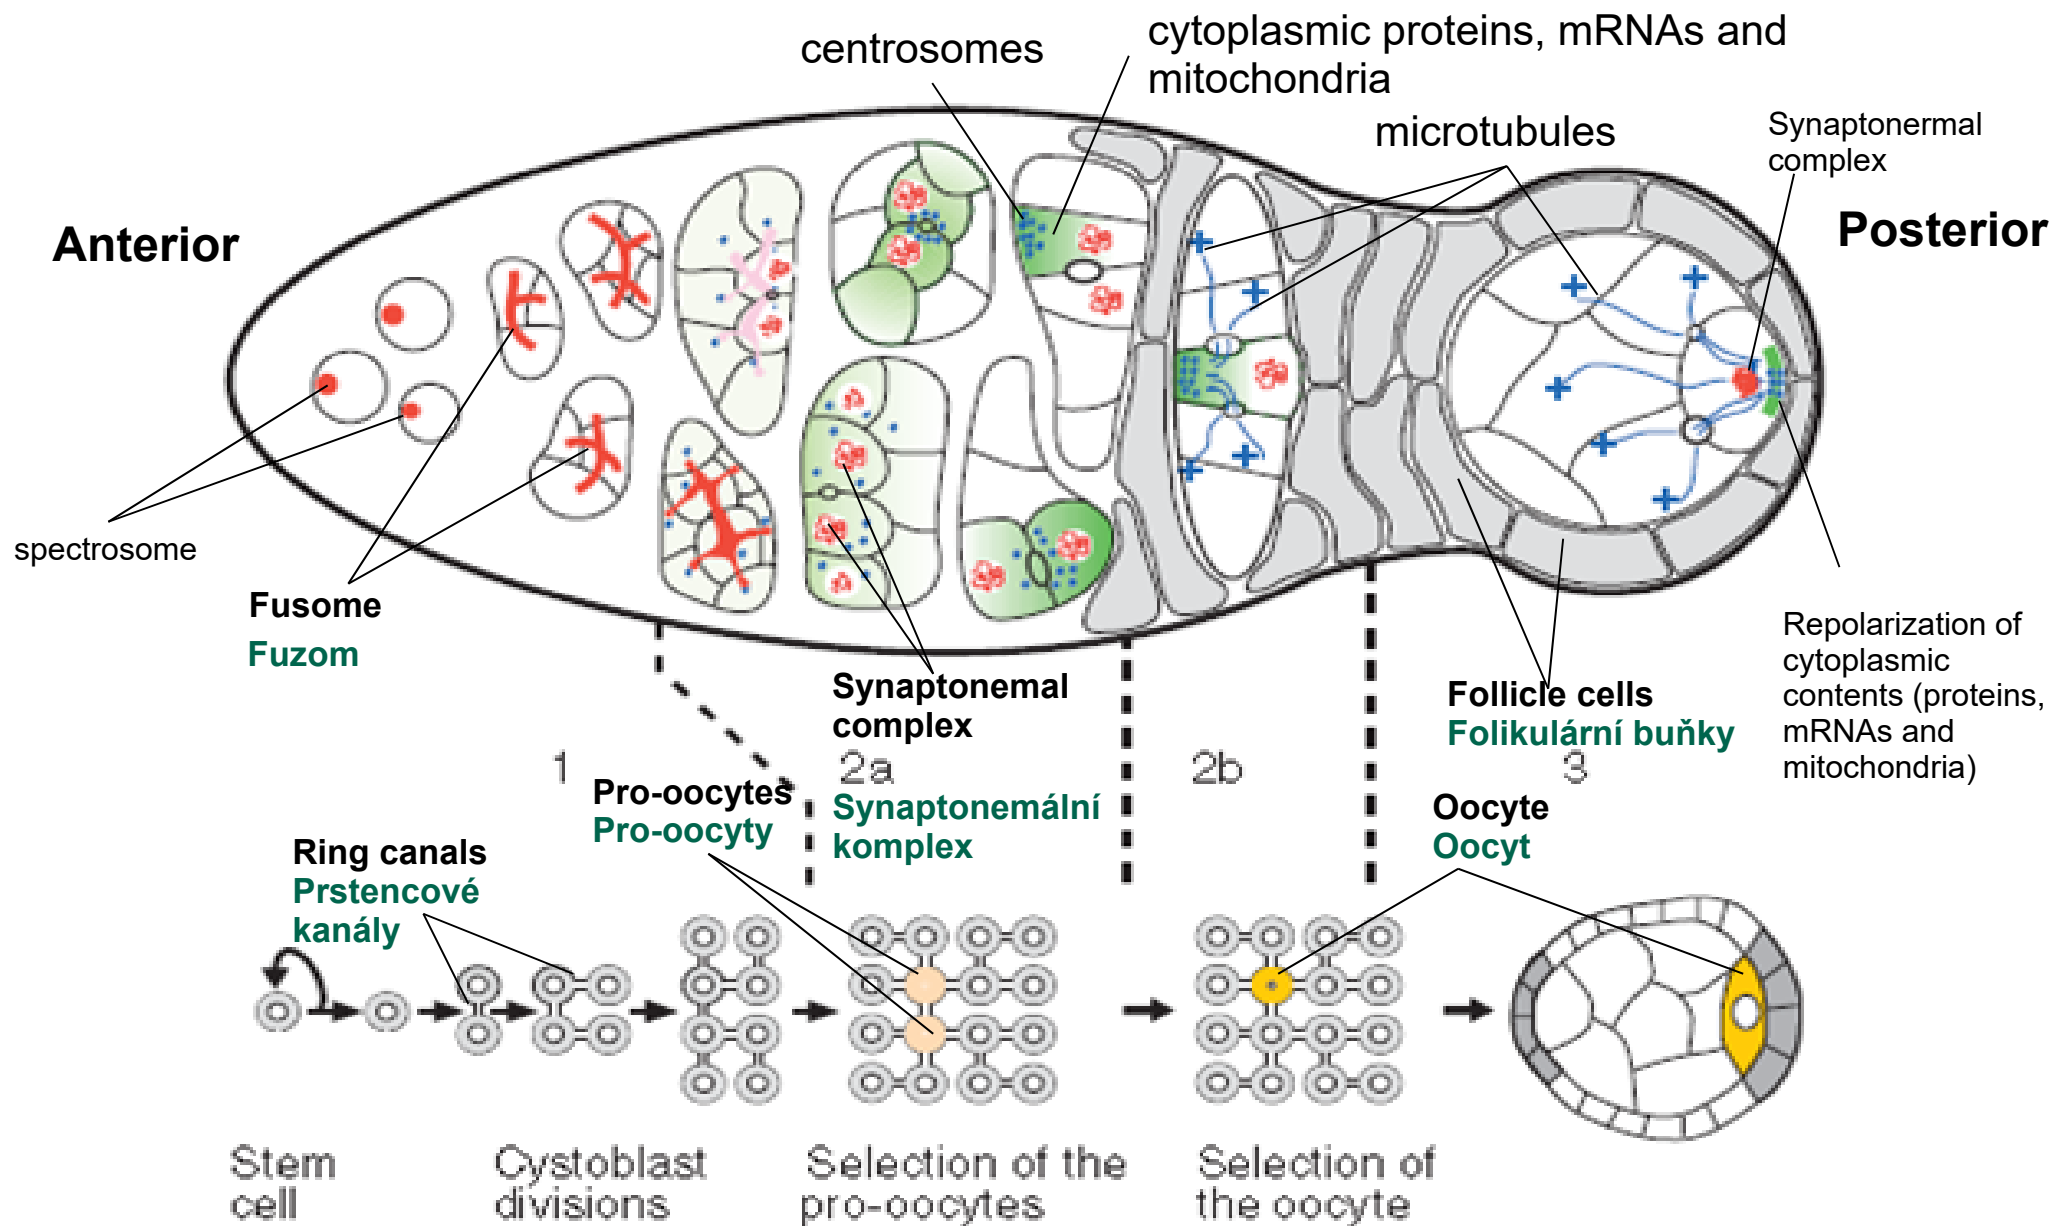 centrosomes
cytoplasmic proteins, mRNAs and
mitochondria
microtubules
Synaptonermal
complex
Anterior
Posterior
spectrosome
Fusome
Fuzom
Synaptonemal
complex
Follicle cells
Folikulární buňky
Repolarization of
cytoplasmic
contents (proteins,
mRNAs and
mitochondria)
1
2a
2b
3
Pro-oocytes
Pro-oocyty
Synaptonemální
komplex
Oocyte
Oocyt
Ring canals
Prstencové
kanály
Stem
cell
Cystoblast
divisions
Selection of the
pro-oocytes
Selection of
the oocyte